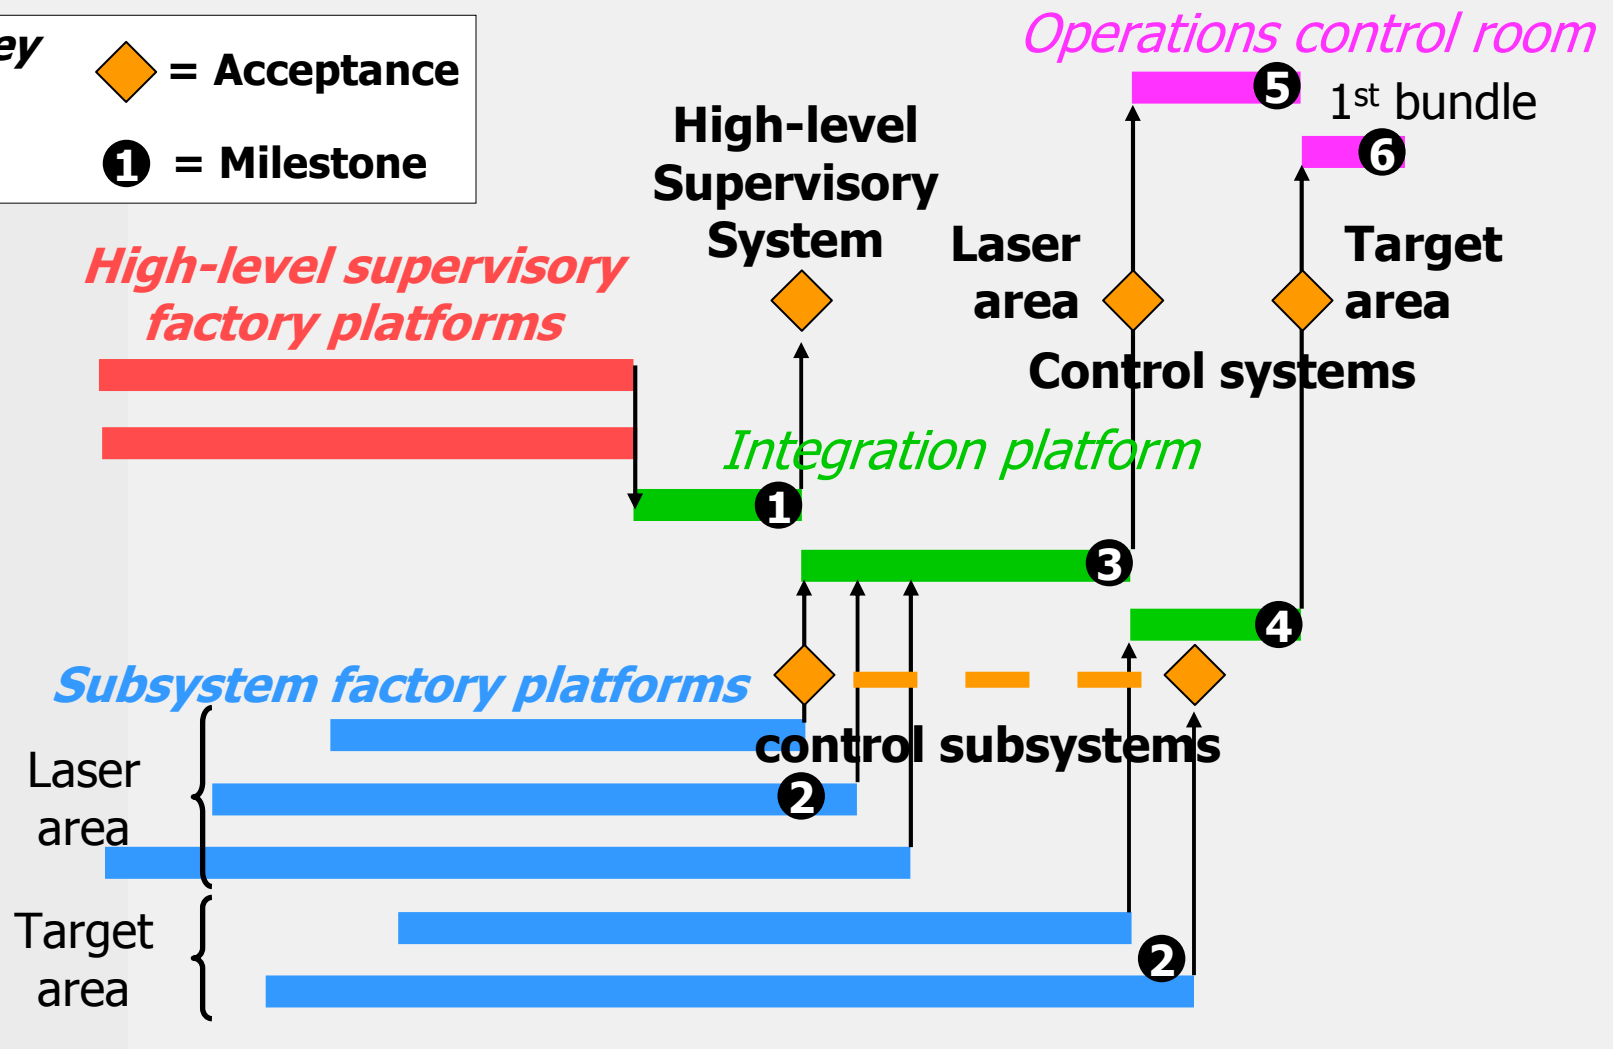 ey
= Acceptance
1 = Milestone
Operations control room
5
1st bundle
6
High-level
Supervisory
System
Laser
area
Target
area
Control systems
High-level supervisory
factory platforms
Integration platform
1
3
4
Subsystem factory platforms
control subsystems
Laser
area
2
Target
area
2